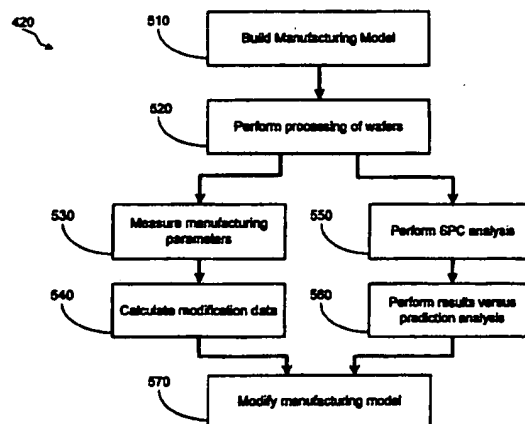 420
510
Build Manufacturing Model
520
Perform processing of wafers
530
Measure manufacturing
parameters
550
Perform SPC analysis
540
Calculate modification data
560
Perform results versus
prediction analysis
570
Modify manufacturing model